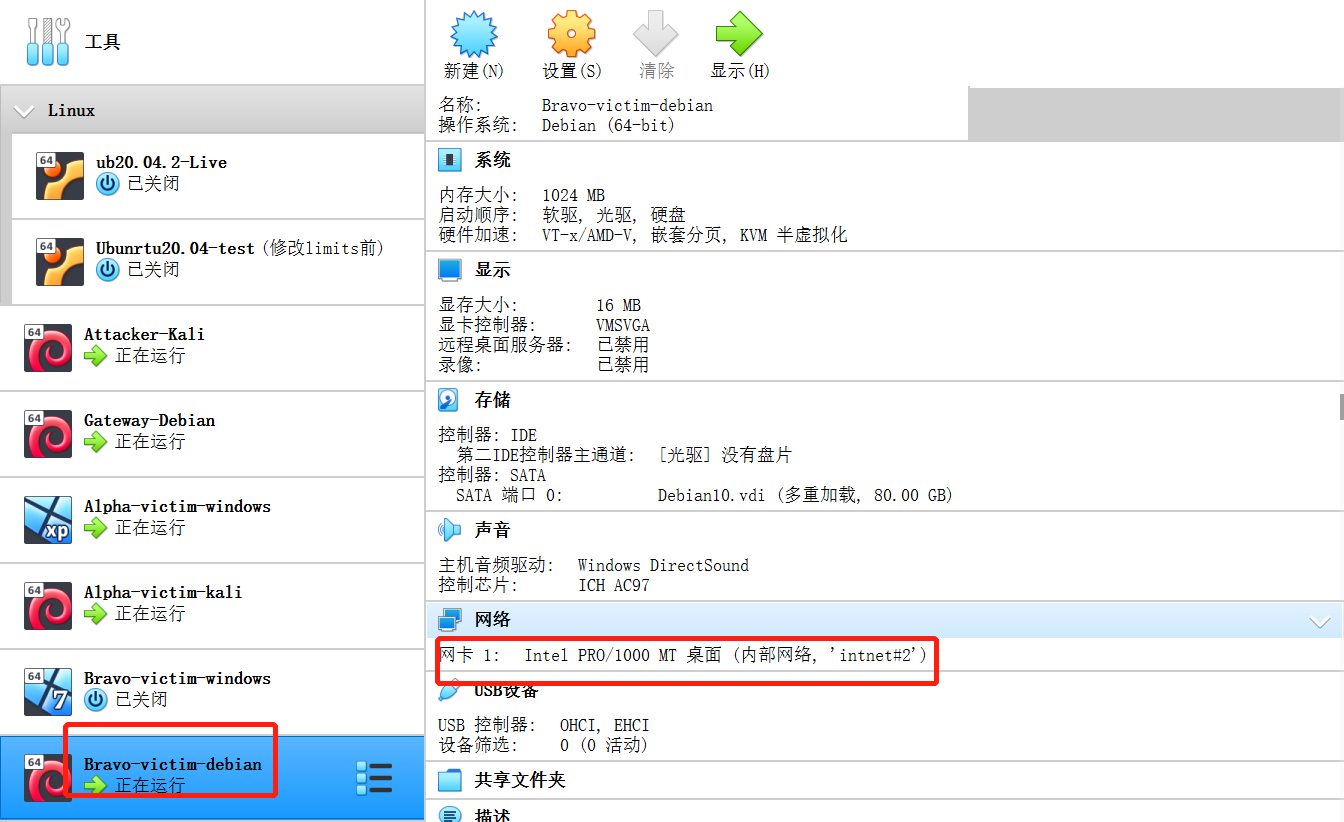 工具
Linux
64
ub20.04.2-Live
已关闭
64
Ubunrtu20.04-test (修改limits前)
已关闭
64
Attacker-Kali
正在运行
64
Gateway-Debian
正在运行
xp
Alpha-victim-windows
正在运行
64
Alpha-victim-kali
正在运行
64
7
Bravo-victim-windows
已关闭
64
Bravo-victim-debian
正在运行
新建(N) 设置(S) 清除 显示(H)
名称: Bravo-victim-debian
操作系统: Debian (64-bit)
系统
内存大小: 1024 MB
启动顺序: 软驱, 光驱, 硬盘
硬件加速: VT-x/AMD-V, 嵌套分页, KVM 半虚拟化
显示
显存大小: 16 MB
显卡控制器: VMSVGA
远程桌面服务器: 已禁用
录像: 已禁用
存储
控制器: IDE
第二IDE控制器主通道: [光驱] 没有盘片
控制器: SATA
SATA 端口 0: Debian10.vdi (多重加载, 80.00 GB)
声音
主机音频驱动: Windows DirectSound
控制芯片: ICH AC97
网络
网卡 1: Intel PRO/1000 MT 桌面 (内部网络, 'intnet#2')
USB设备
USB 控制器: OHCI, EHCI
设备筛选: 0 (0 活动)
共享文件夹
描述